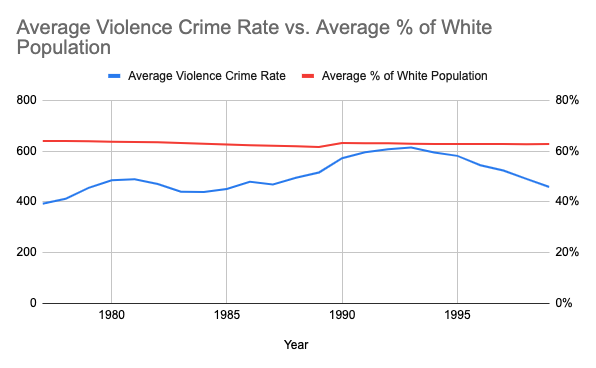 Average Violence Crime Rate vs. Average % of White
Population
Average Violence Crime Rate Average % of White Population
800 80%
600 60%
400 40%
200 20%
0 0%
1980 1985 1990 1995
Year